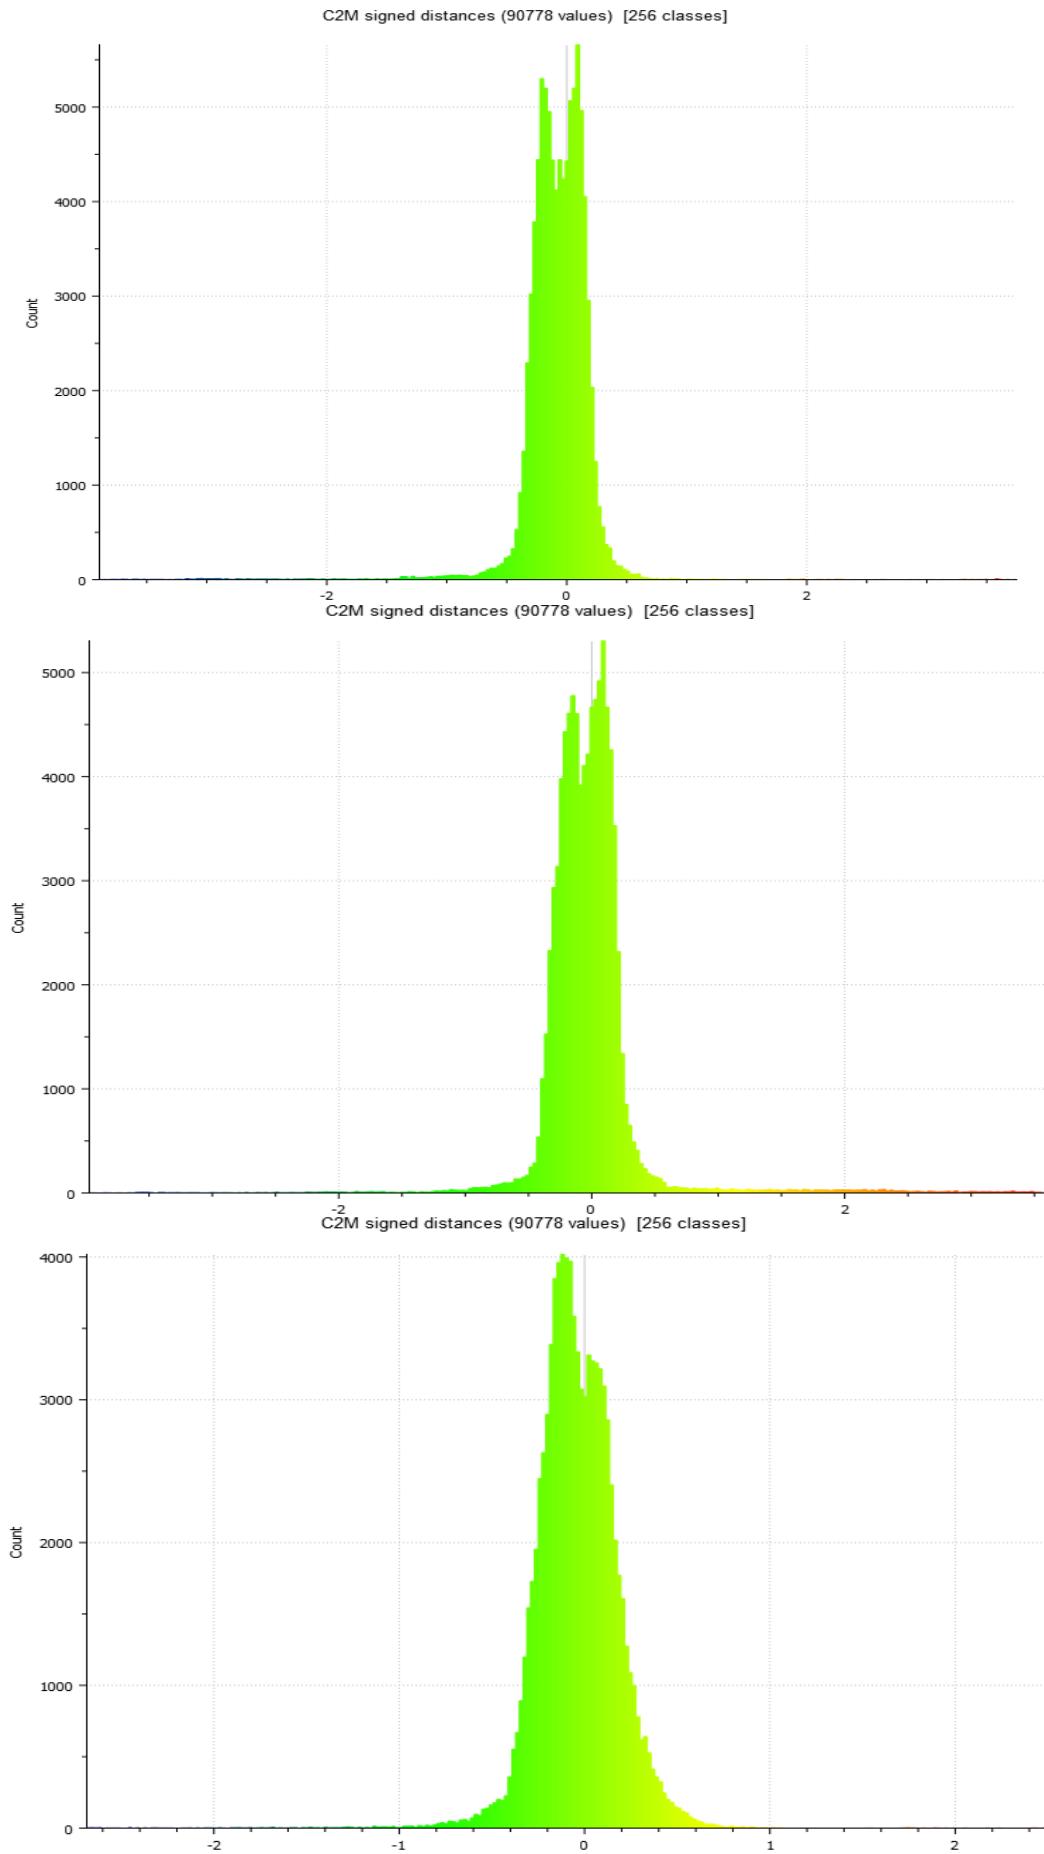 C2M signed distances (90778 values) [256 classes]
5000
4000
3000
2000
1000
0
Count
-2 0 2
C2M signed distances (90778 values) [256 classes]
5000
4000
3000
2000
1000
0
Count
-2 0 2
C2M signed distances (90778 values) [256 classes]
4000
3000
2000
1000
0
Count
-2 -1 0 1 2